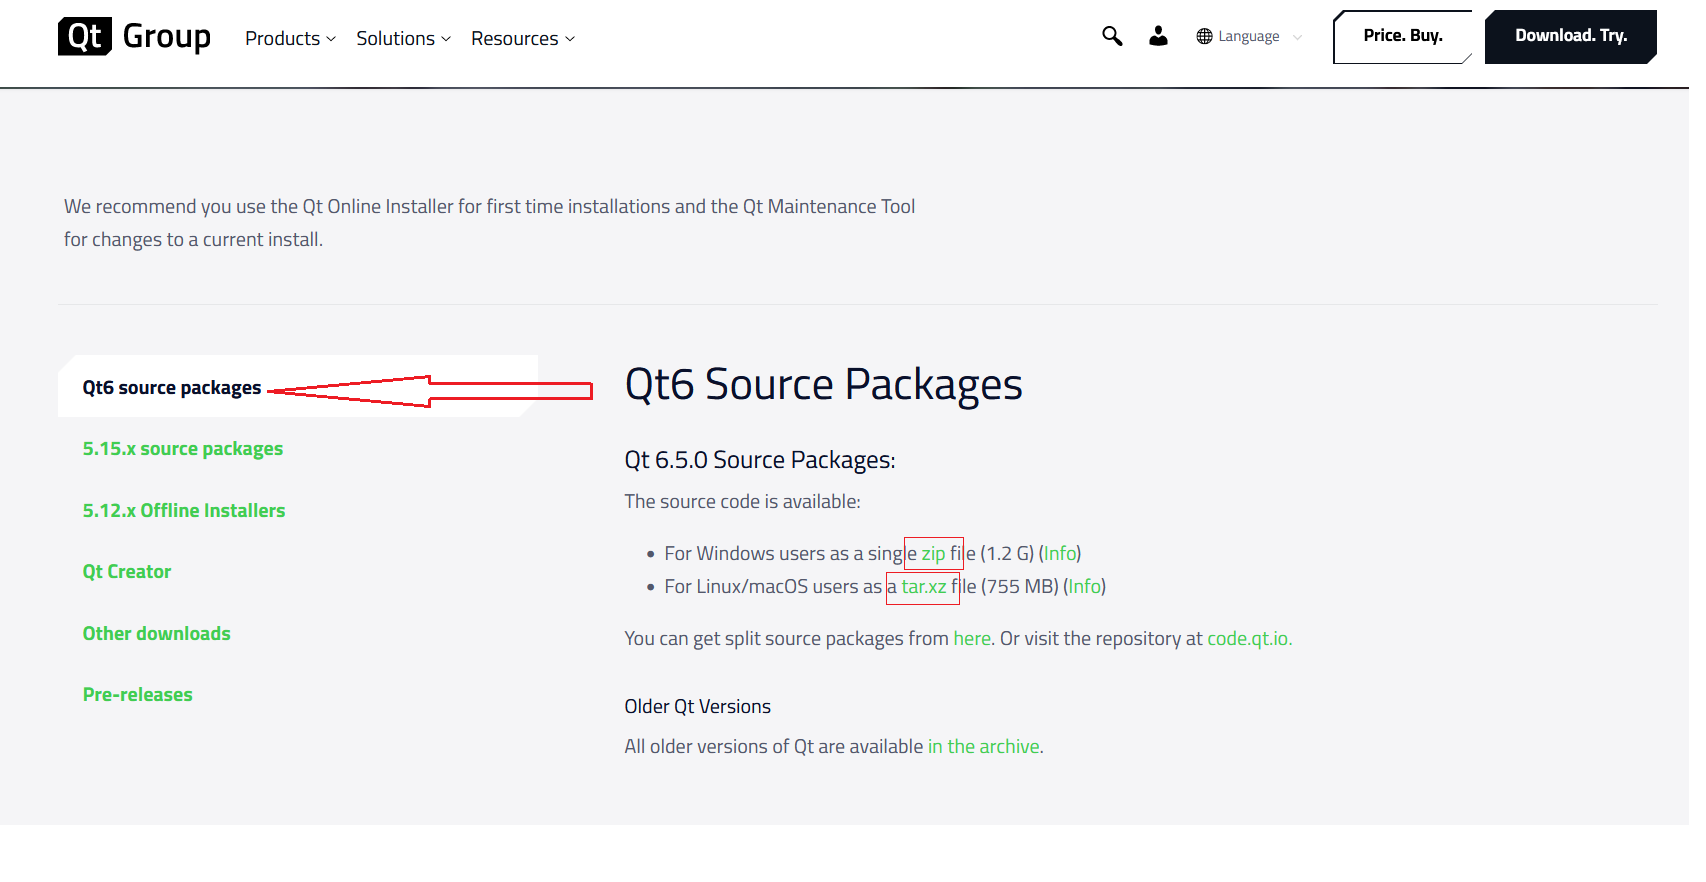 Qt Group Products Solutions Resources Language Price. Buy. Download. Try.
We recommend you use the Qt Online Installer for first time installations and the Qt Maintenance Tool
for changes to a current install.
Qt6 source packages
5.15.x source packages
5.12.x Offline Installers
Qt Creator
Other downloads
Pre-releases
Qt6 Source Packages
Qt 6.5.0 Source Packages:
The source code is available:
• For Windows users as a single zip file (1.2 G) (Info)
• For Linux/macOS users as a tar.xz file (755 MB) (Info)
You can get split source packages from here. Or visit the repository at code.qt.io.
Older Qt Versions
All older versions of Qt are available in the archive.